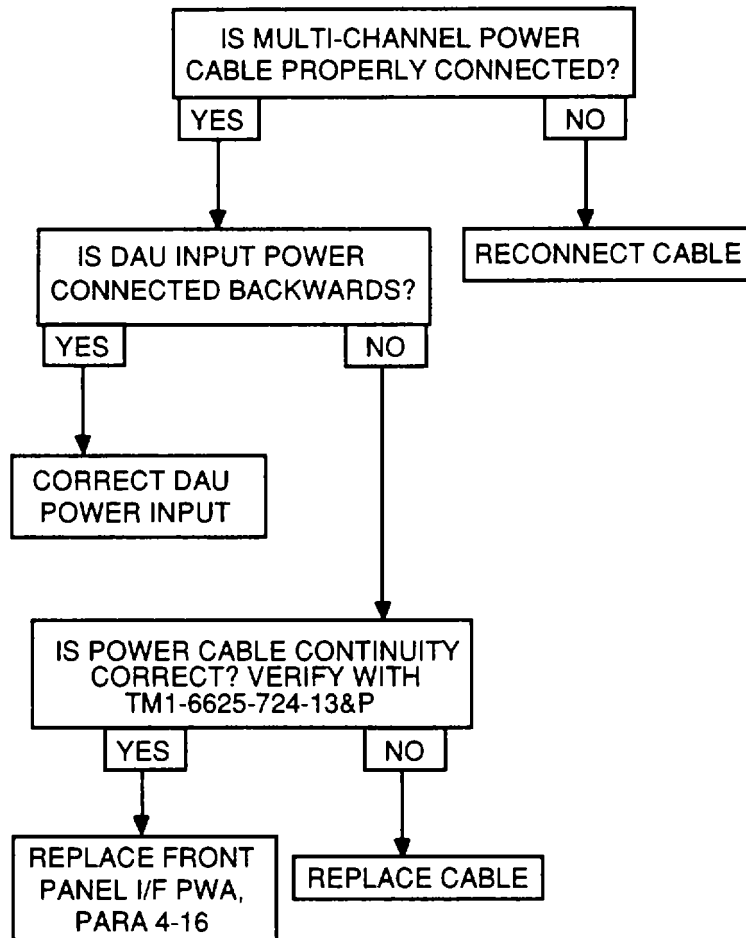 IS MULTI-CHANNEL POWER
CABLE PROPERLY CONNECTED?
YES
NO
IS DAU INPUT POWER
CONNECTED BACKWARDS?
RECONNECT CABLE
YES
NO
CORRECT DAU
POWER INPUT
IS POWER CABLE CONTINUITY
CORRECT? VERIFY WITH
TM1-6625-724-13&P
YES
NO
REPLACE FRONT
PANEL I/F PWA,
PARA 4-16
REPLACE CABLE